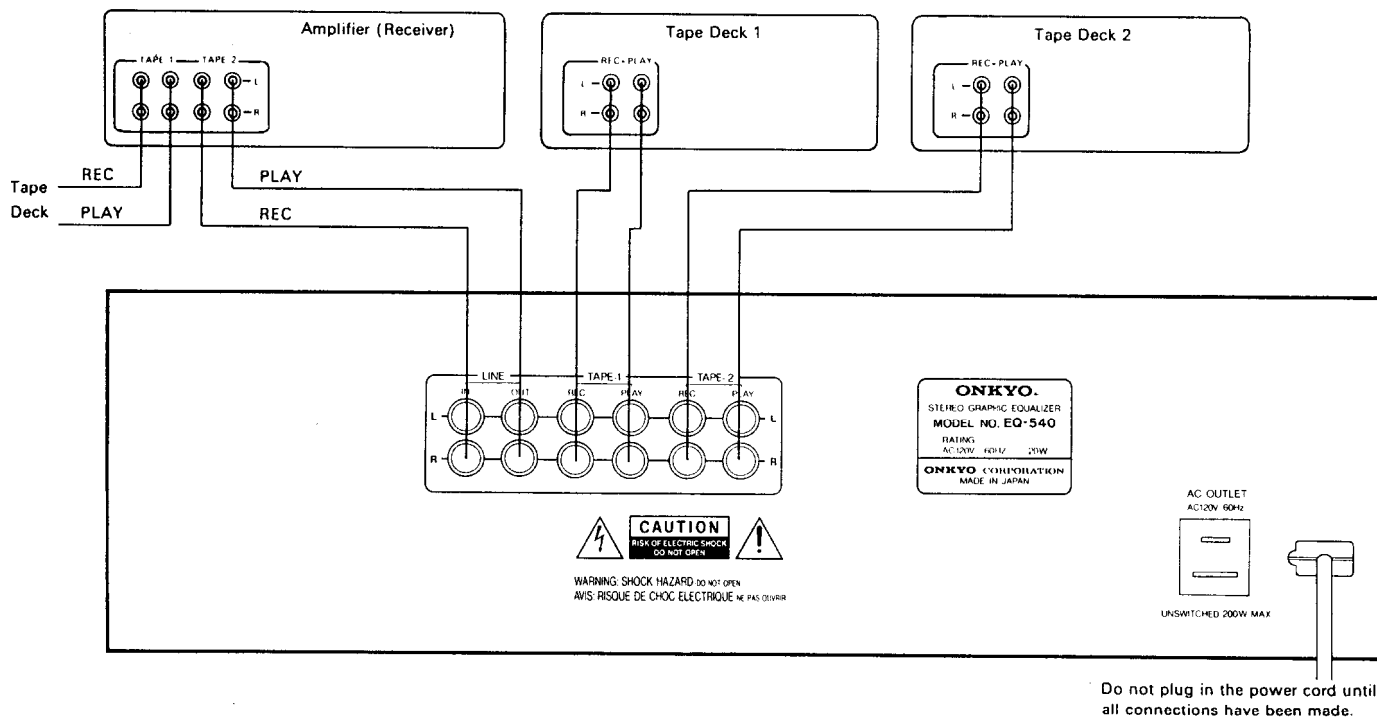 Amplifier (Receiver)
TAPE 1 TAPE 2
L
R
Tape Deck 1
REC - PLAY
L
R
Tape Deck 2
REC - PLAY
L
R
Tape REC PLAY
Deck PLAY REC
LINE TAPE-1 TAPE-2
IN OUT REC PLAY REC PLAY
L L
R R
ONKYO.
STEREO GRAPHIC EQUALIZER
MODEL NO. EQ-540
RATING
AC120V 60HZ 20W
ONKYO CORPORATION
MADE IN JAPAN
CAUTION
RISK OF ELECTRIC SHOCK
DO NOT OPEN
WARNING: SHOCK HAZARD DO NOT OPEN
AVIS: RISQUE DE CHOC ELECTRIQUE NE PAS OUVRIR
AC OUTLET
AC120V 60Hz
UNSWITCHED 200W MAX
Do not plug in the power cord until
all connections have been made.